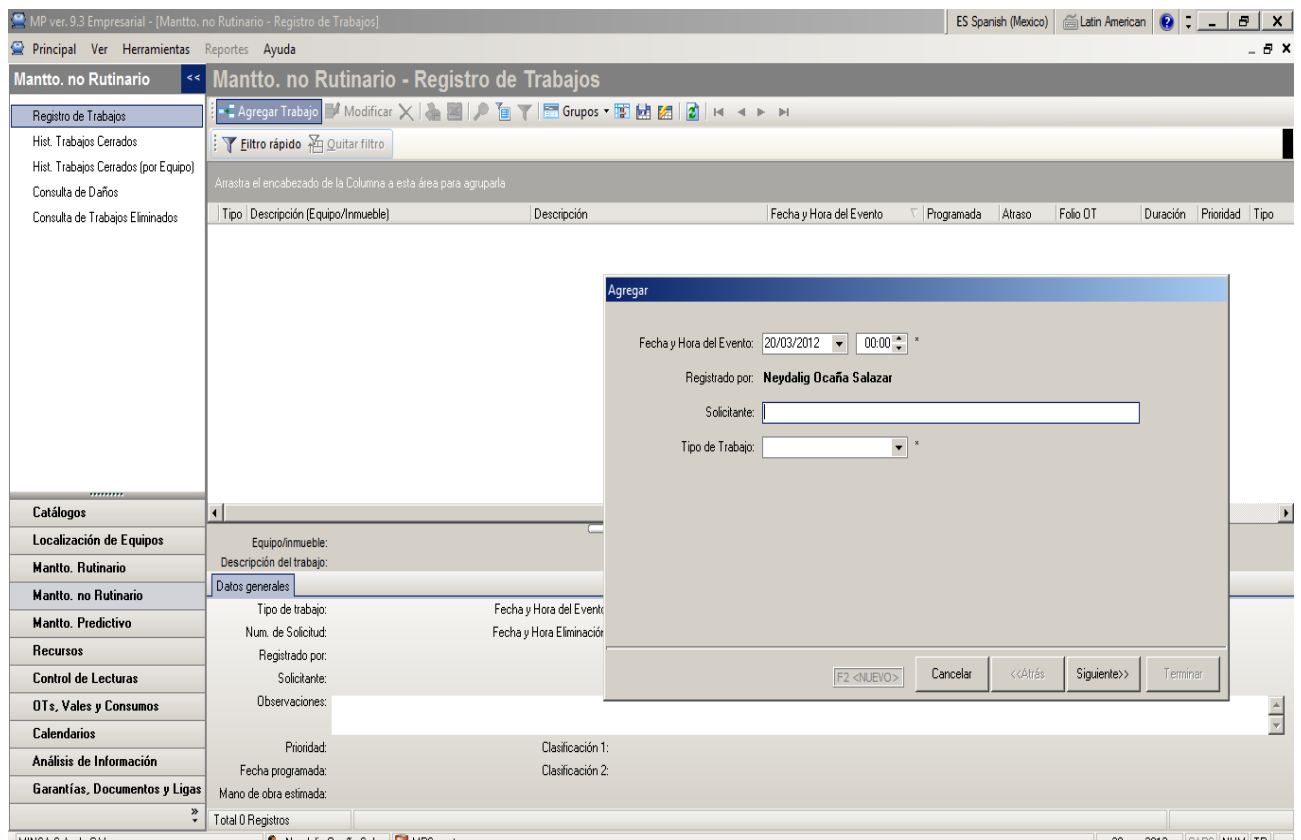 MP ver. 9.3 Empresarial - [Mantto. no Rutinario - Registro de Trabajos]
ES Spanish (Mexico) Latin American
Principal Ver Herramientas Reportes Ayuda
Mantto. no Rutinario <<
Mantto. no Rutinario - Registro de Trabajos
Registro de Trabajos
Hist. Trabajos Cerrados
Hist. Trabajos Cerrados (por Equipo)
Consulta de Daños
Consulta de Trabajos Eliminados
Agregar Trabajo Modificar Grupos
Filtro rápido Quitar filtro
Arrastra el encabezado de la Columna a esta área para agruparla
Tipo Descripción (Equipo/Inmueble) Descripción Fecha y Hora del Evento Programada Atraso Folio OT Duración Prioridad Tipo
Agregar
Fecha y Hora del Evento: 20/03/2012 00:00 *
Registrado por: Neydalig Ocaña Salazar
Solicitante:
Tipo de Trabajo: *
F2 <NUEVO> Cancelar <<Atrás Siguiente>> Terminar
Catálogos
Localización de Equipos
Mantto. Rutinario
Mantto. no Rutinario
Mantto. Predictivo
Recursos
Control de Lecturas
OTs, Vales y Consumos
Calendarios
Análisis de Información
Garantías, Documentos y Ligas
Equipo/inmueble:
Descripción del trabajo:
Datos generales
Tipo de trabajo: Fecha y Hora del Evento
Num. de Solicitud: Fecha y Hora Eliminación
Registrado por:
Solicitante:
Observaciones:
Prioridad: Clasificación 1:
Fecha programada: Clasificación 2:
Mano de obra estimada:
Total 0 Registros